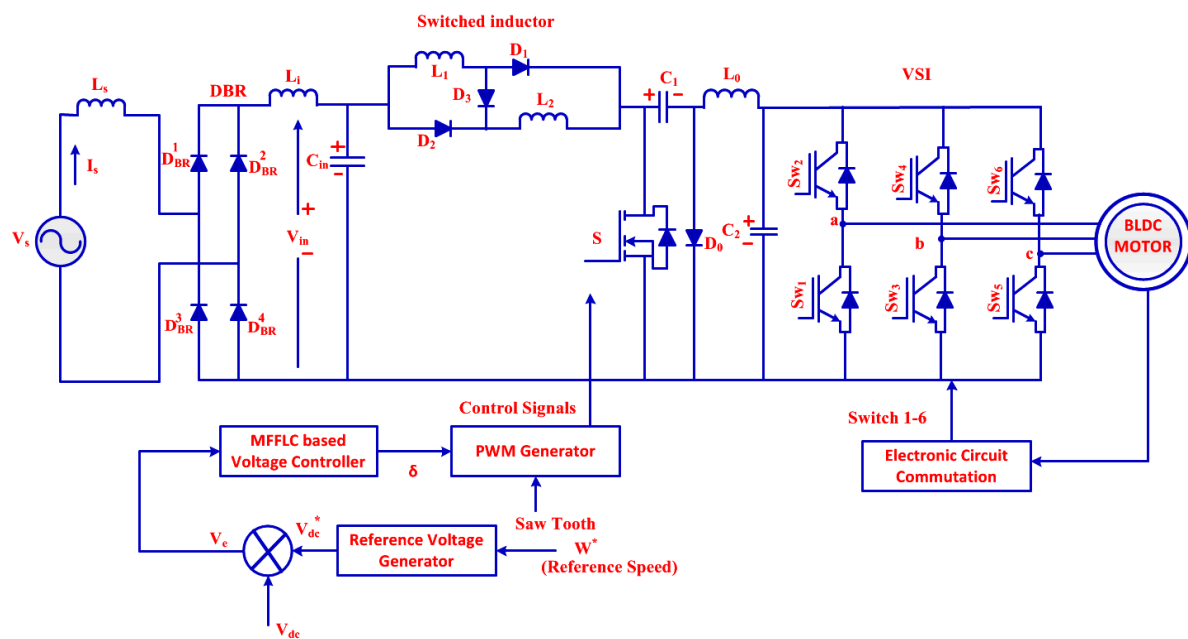 Switched inductor
D1
L1
D3
L2
D2
C1
+ −
L0
VSI
Ls
DBR
Li
D¹BR
D²BR
Is
Cin
+
−
Vs
+
Vin
−
D³BR
D⁴BR
S
D0
C2
+
−
Sw2
Sw4
Sw6
a
b
c
BLDC
MOTOR
Sw1
Sw3
Sw5
Control Signals
Switch 1-6
MFFLC based
Voltage Controller
δ
PWM Generator
Electronic Circuit
Commutation
Saw Tooth
Ve
Vdc*
Reference Voltage
Generator
W*
(Reference Speed)
Vdc